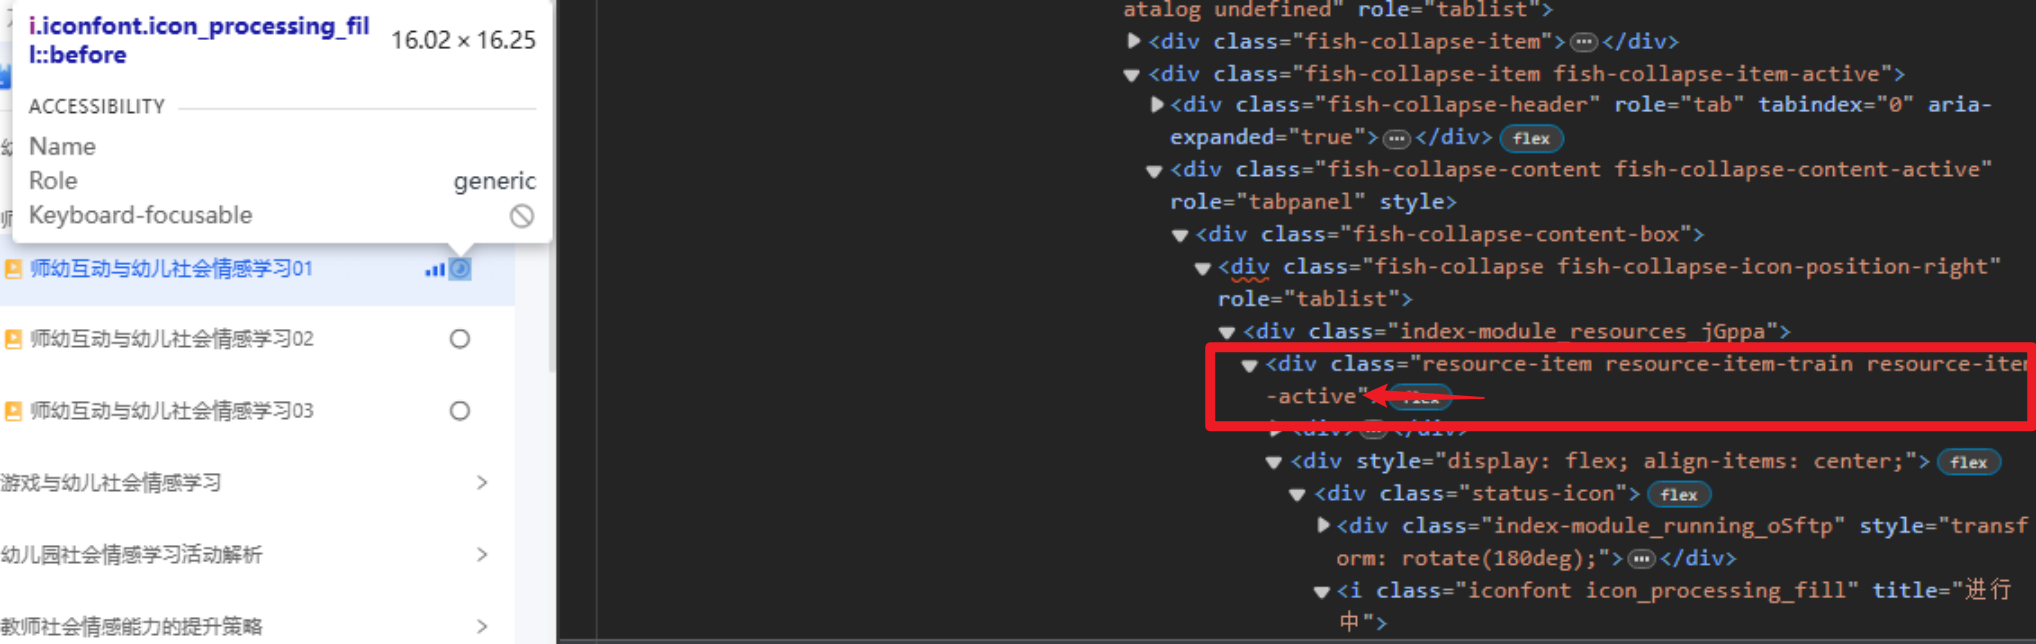 i.iconfont.icon_processing_fil
l::before
16.02 × 16.25
ACCESSIBILITY
Name
Role
generic
Keyboard-focusable
师幼互动与幼儿社会情感学习01
师幼互动与幼儿社会情感学习02
师幼互动与幼儿社会情感学习03
游戏与幼儿社会情感学习
幼儿园社会情感学习活动解析
教师社会情感能力的提升策略
atalog undefined" role="tablist">
<div class="fish-collapse-item">⋯</div>
<div class="fish-collapse-item fish-collapse-item-active">
<div class="fish-collapse-header" role="tab" tabindex="0" aria-
expanded="true">⋯</div> flex
<div class="fish-collapse-content fish-collapse-content-active"
role="tabpanel" style>
<div class="fish-collapse-content-box">
<div class="fish-collapse fish-collapse-icon-position-right"
role="tablist">
<div class="index-module_resources_jGppa">
<div class="resource-item resource-item-train resource-item
-active"> flex
<div>⋯</div>
<div style="display: flex; align-items: center;"> flex
<div class="status-icon"> flex
<div class="index-module_running_oSftp" style="transf
orm: rotate(180deg);">⋯</div>
<i class="iconfont icon_processing_fill" title="进行
中">